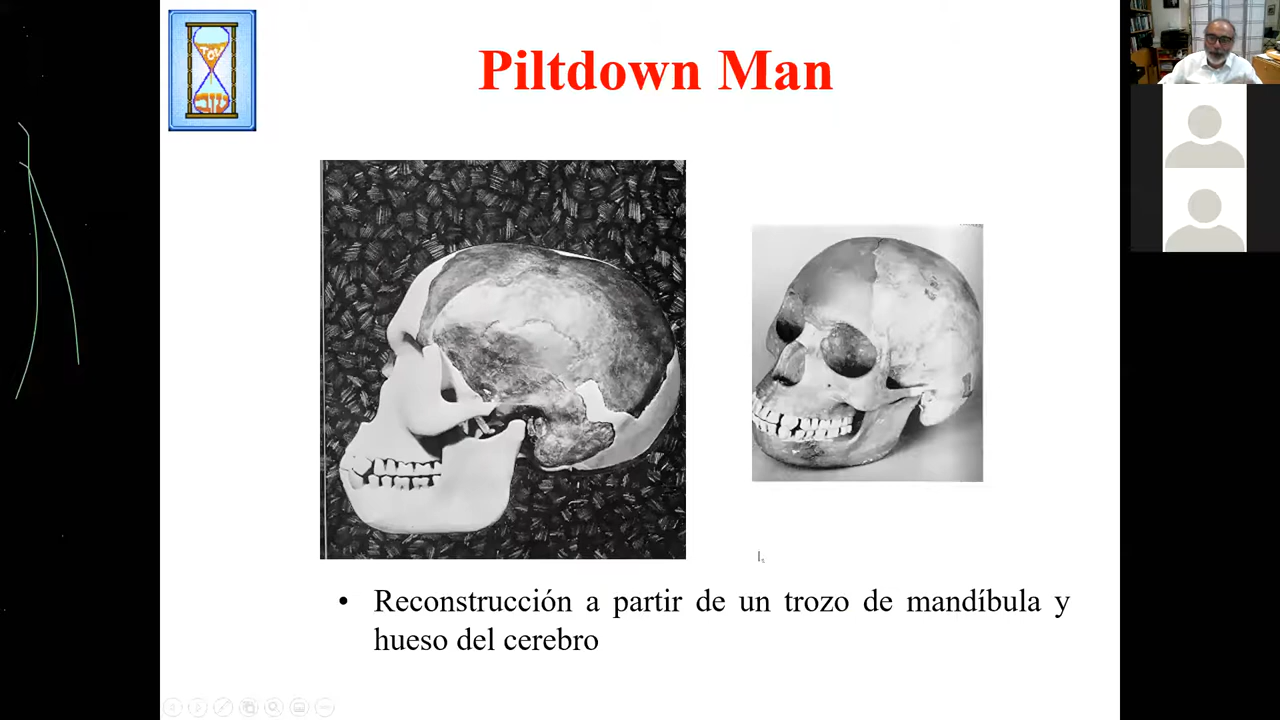 Piltdown Man
• Reconstrucción a partir de un trozo de mandíbula y
hueso del cerebro